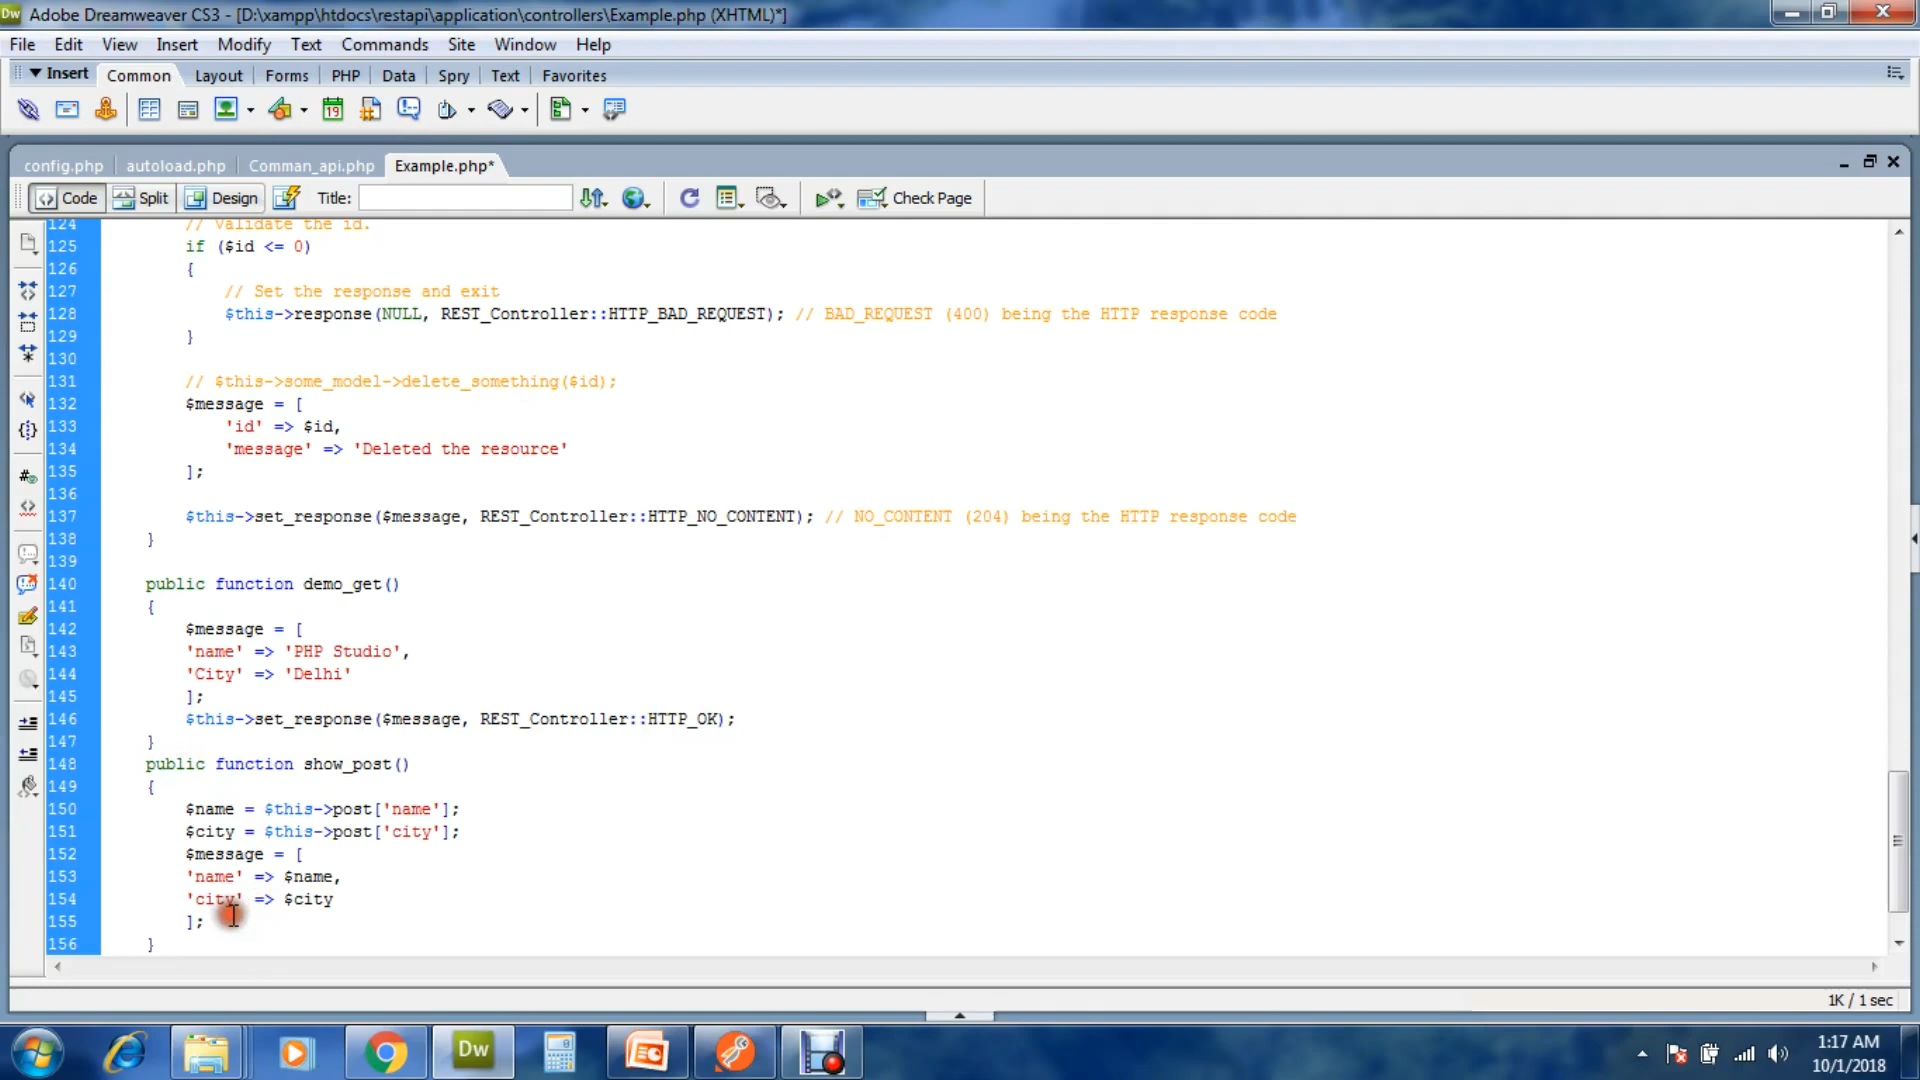 Dw Adobe Dreamweaver CS3 - [D:\xampp\htdocs\restapi\application\controllers\Example.php (XHTML)*]
File Edit View Insert Modify Text Commands Site Window Help
▼ Insert Common Layout Forms PHP Data Spry Text Favorites
19
config.php autoload.php Comman_api.php Example.php*
Code Split Design Title: Check Page
124 // Validate the id.
125 if ($id <= 0)
126 {
127 // Set the response and exit
128 $this->response(NULL, REST_Controller::HTTP_BAD_REQUEST); // BAD_REQUEST (400) being the HTTP response code
129 }
130
131 // $this->some_model->delete_something($id);
132 $message = [
133 'id' => $id,
134 'message' => 'Deleted the resource'
135 ];
136
137 $this->set_response($message, REST_Controller::HTTP_NO_CONTENT); // NO_CONTENT (204) being the HTTP response code
138 }
139
140 public function demo_get()
141 {
142 $message = [
143 'name' => 'PHP Studio',
144 'City' => 'Delhi'
145 ];
146 $this->set_response($message, REST_Controller::HTTP_OK);
147 }
148 public function show_post()
149 {
150 $name = $this->post['name'];
151 $city = $this->post['city'];
152 $message = [
153 'name' => $name,
154 'city' => $city
155 ];
156 }
1K / 1 sec
Dw
1:17 AM
10/1/2018